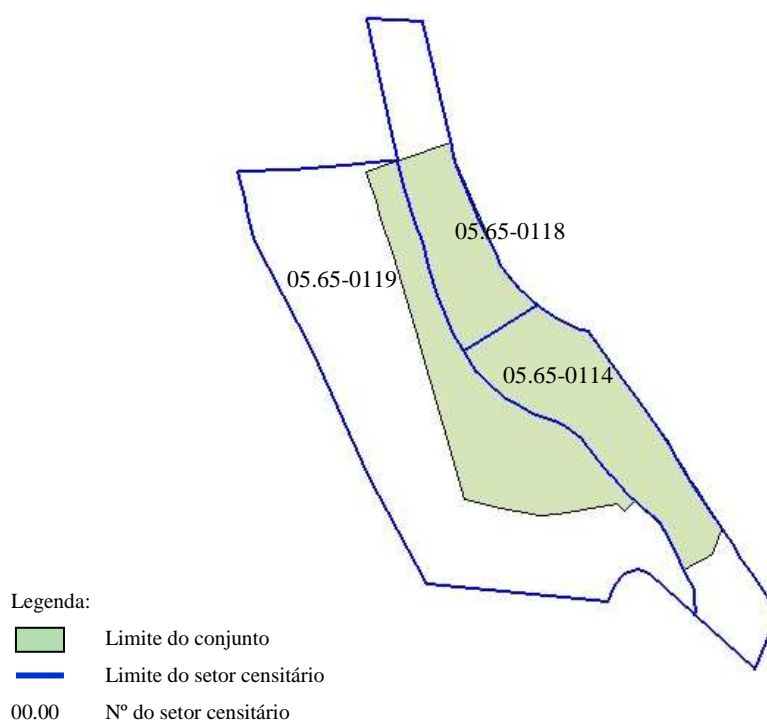 05.65-0118
05.65-0119
05.65-0114
Legenda:
Limite do conjunto
Limite do setor censitário
00.00 Nº do setor censitário